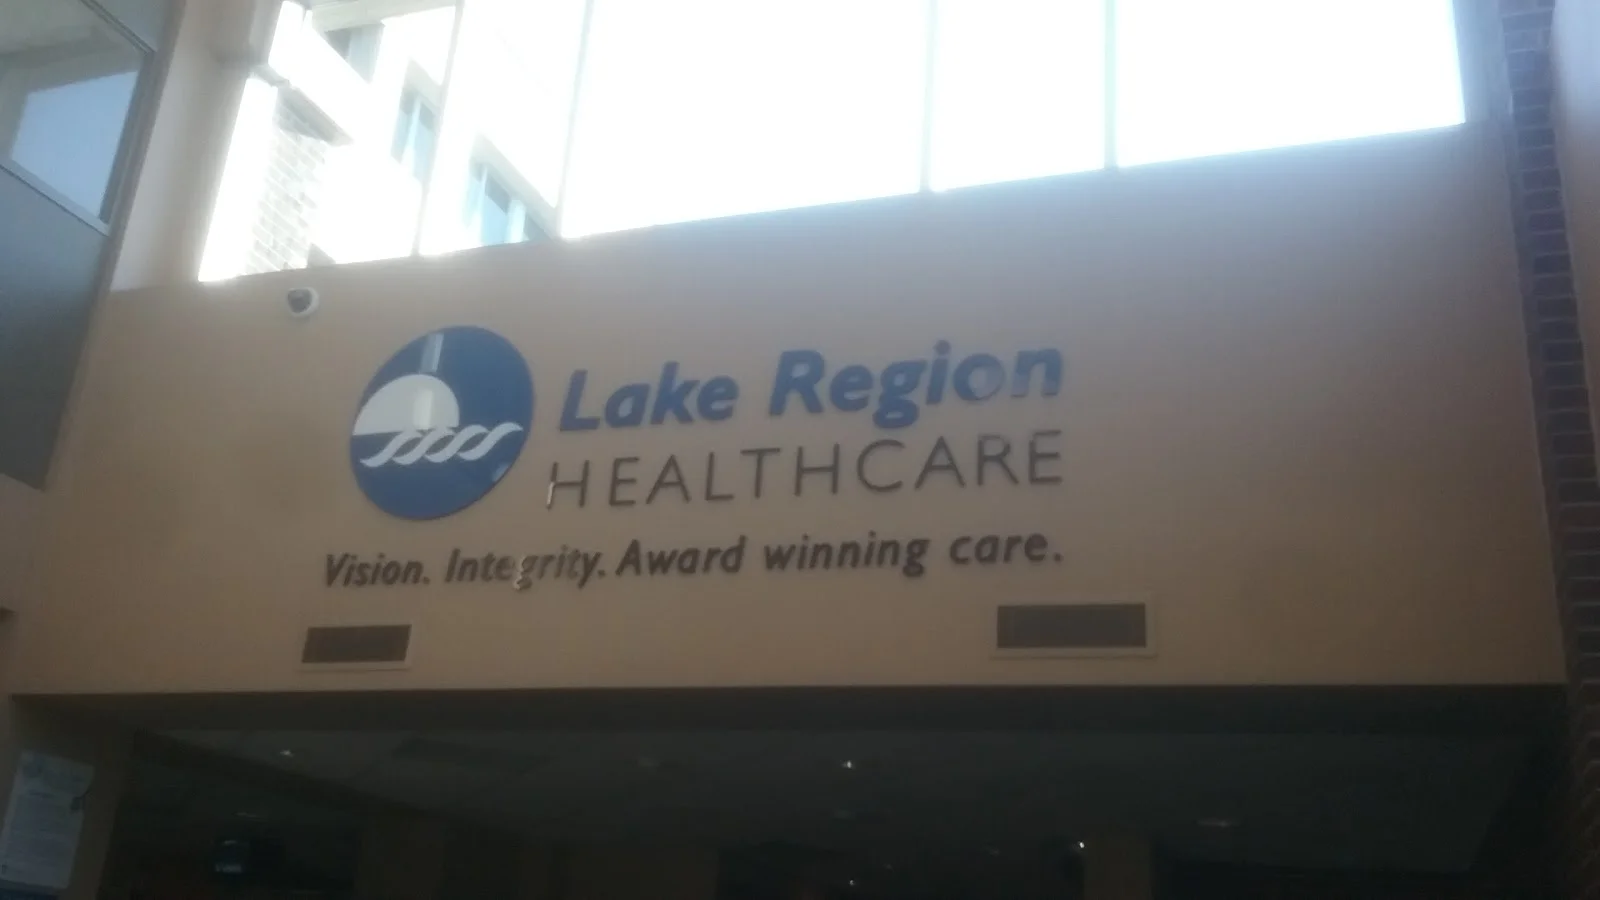 Lake Region
HEALTHCARE
Vision. Integrity. Award winning care.